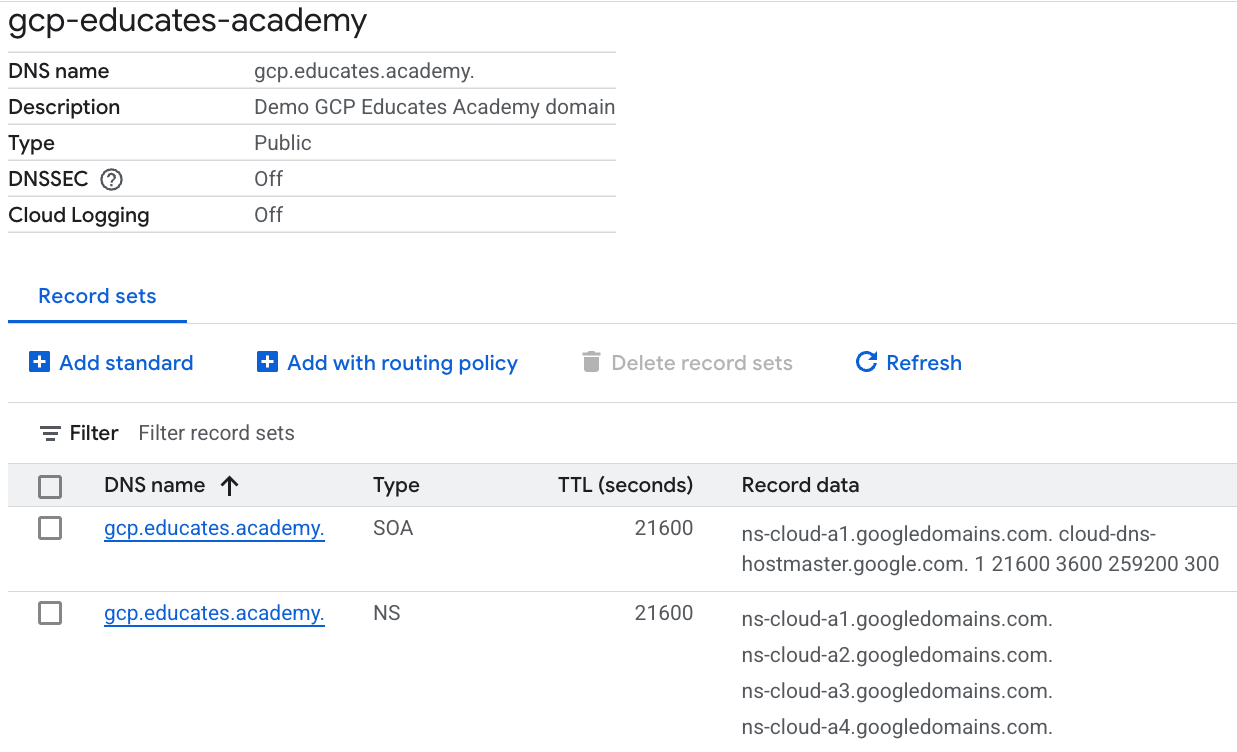 gcp-educates-academy
DNS name gcp.educates.academy.
Description Demo GCP Educates Academy domain
Type Public
DNSSEC Off
Cloud Logging Off
Record sets
Add standard Add with routing policy Delete record sets Refresh
Filter Filter record sets
DNS name Type TTL (seconds) Record data
gcp.educates.academy. SOA 21600 ns-cloud-a1.googledomains.com. cloud-dns-
hostmaster.google.com. 1 21600 3600 259200 300
gcp.educates.academy. NS 21600 ns-cloud-a1.googledomains.com.
ns-cloud-a2.googledomains.com.
ns-cloud-a3.googledomains.com.
ns-cloud-a4.googledomains.com.